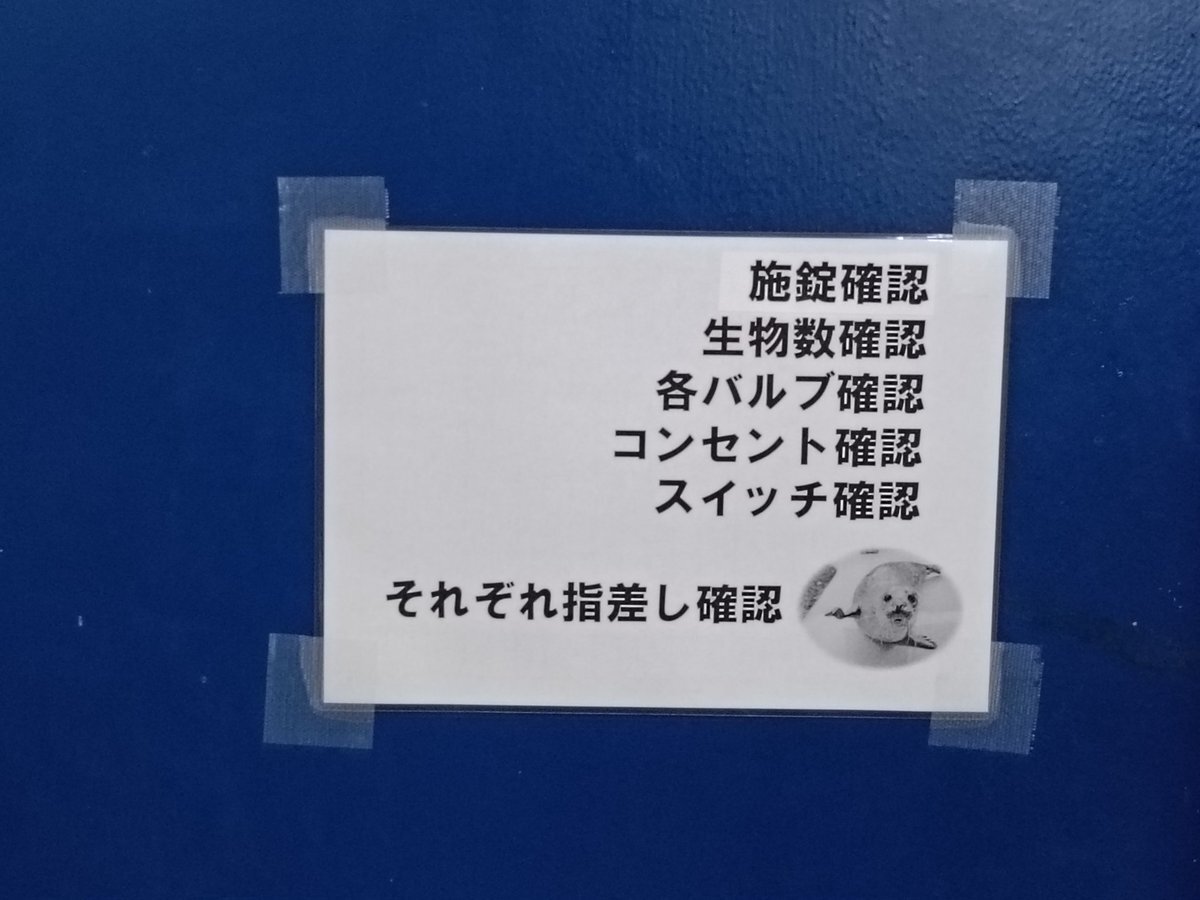 施錠確認
生物数確認
各バルブ確認
コンセント確認
スイッチ確認
それぞれ指差し確認